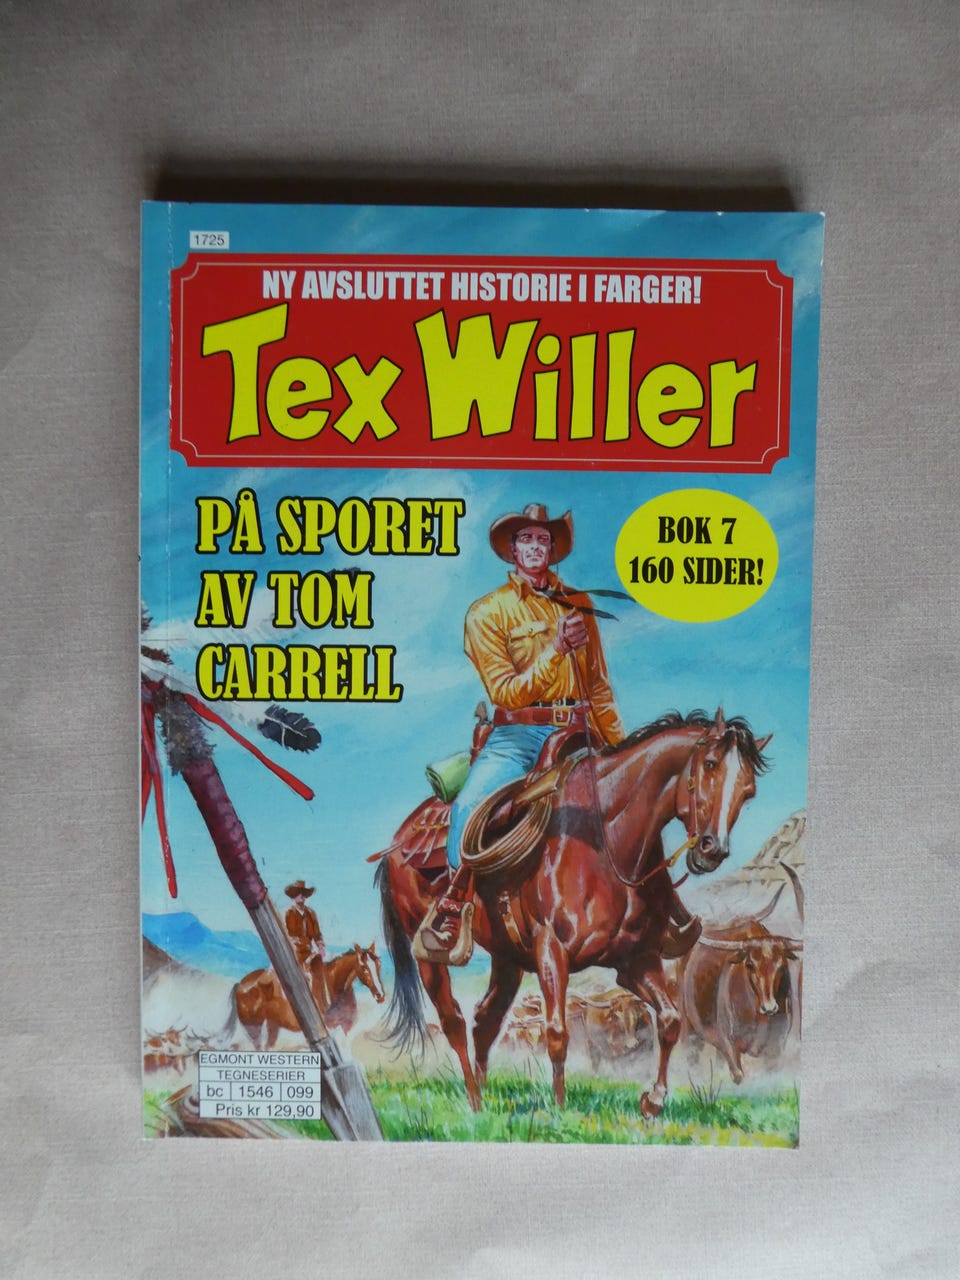 1725
NY AVSLUTTET HISTORIE I FARGER!
Tex Willer
PÅ SPORET
AV TOM
CARRELL
BOK 7
160 SIDER!
EGMONT WESTERN
TEGNESERIER
bc 1546 099
Pris kr 129,90